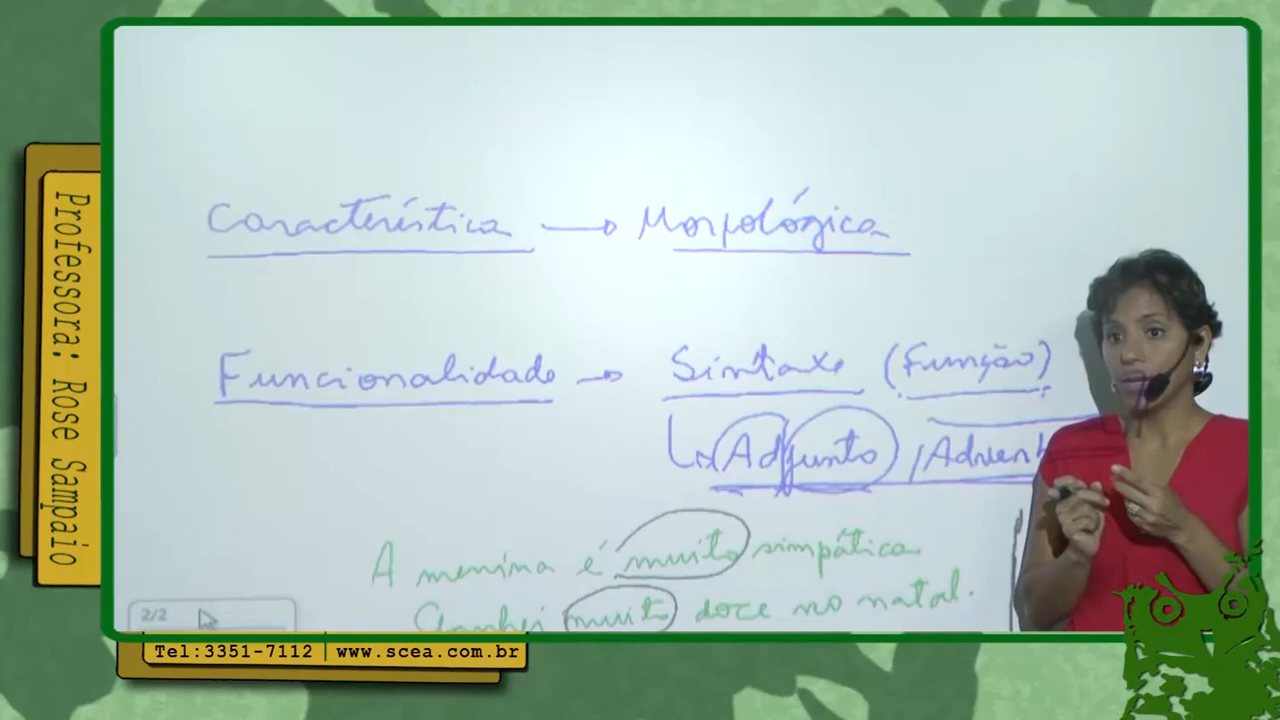 Característica → Morfológica
Funcionalidade → Sintaxe (Função)
Adjunto / Adverb
A menina é muito simpática
Ganhei muito doce no natal.
2/2
Professora: Rose Sampaio
Tel:3351-7112 | www.scea.com.br